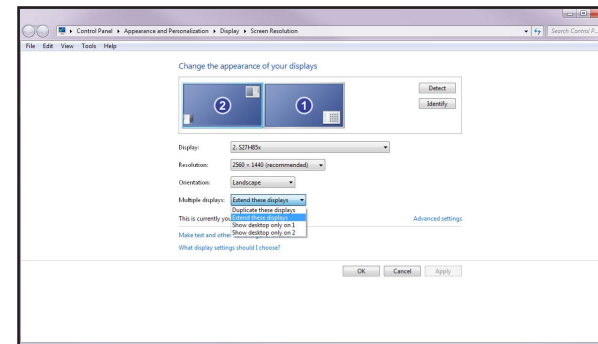 Control Panel ▸ Appearance and Personalization ▸ Display ▸ Screen Resolution
Search Control P...
File Edit View Tools Help
Change the appearance of your displays
2
1
Detect
Identify
Display: 2. S27H85x
Resolution: 2560 × 1440 (recommended)
Orientation: Landscape
Multiple displays: Extend these displays
Duplicate these displays
This is currently you Extend these displays Advanced settings
Show desktop only on 1
Make text and other Show desktop only on 2
What display settings should I choose?
OK Cancel Apply